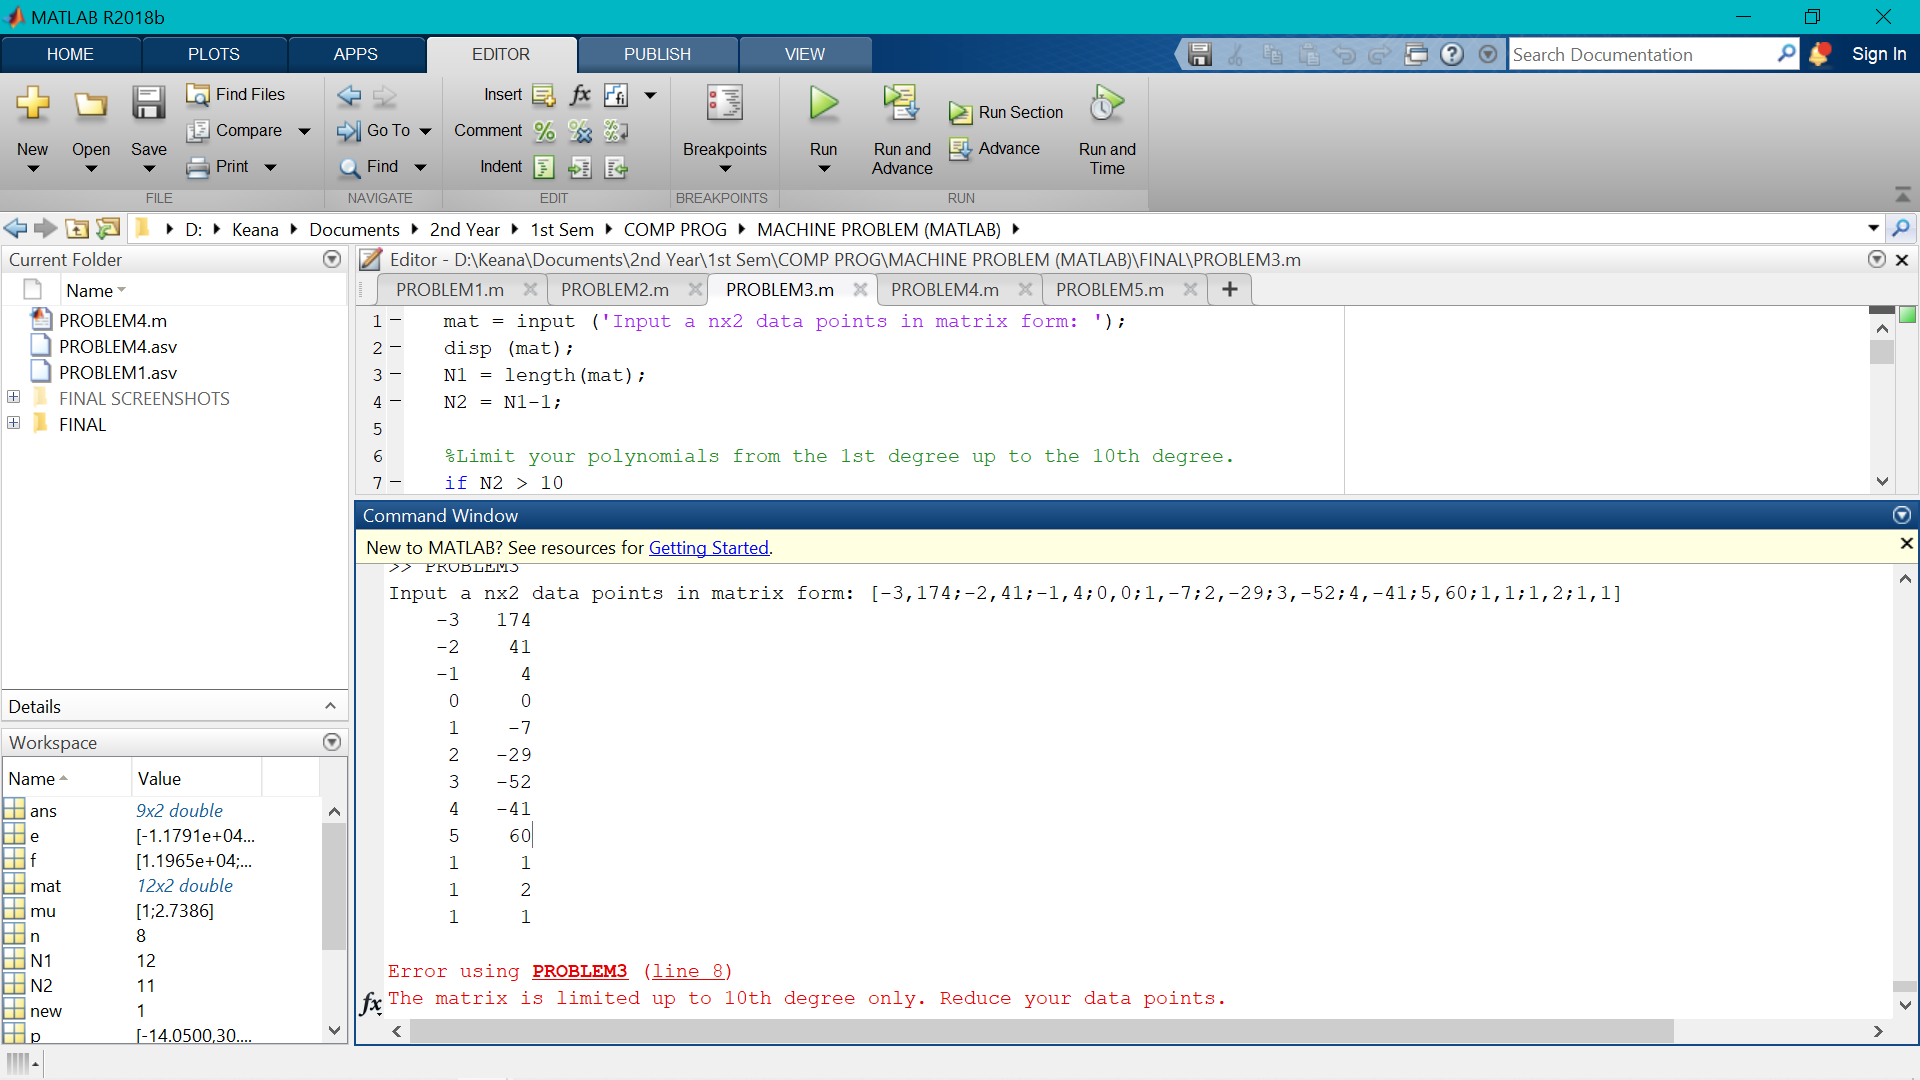 MATLAB R2018b
HOME PLOTS APPS EDITOR PUBLISH VIEW Search Documentation Sign In
New Open Save Find Files Compare Print
FILE
Go To Find
NAVIGATE
Insert fx fi
Comment
Indent
EDIT
Breakpoints
BREAKPOINTS
Run Run and Advance Run Section Advance Run and Time
RUN
D: Keana Documents 2nd Year 1st Sem COMP PROG MACHINE PROBLEM (MATLAB)
Current Folder
Name
PROBLEM4.m
PROBLEM4.asv
PROBLEM1.asv
FINAL SCREENSHOTS
FINAL
Details
Workspace
Name Value
ans 9x2 double
e [-1.1791e+04...
f [1.1965e+04;...
mat 12x2 double
mu [1;2.7386]
n 8
N1 12
N2 11
new 1
p [-14.0500,30....
Editor - D:\Keana\Documents\2nd Year\1st Sem\COMP PROG\MACHINE PROBLEM (MATLAB)\FINAL\PROBLEM3.m
PROBLEM1.m PROBLEM2.m PROBLEM3.m PROBLEM4.m PROBLEM5.m
1 mat = input ('Input a nx2 data points in matrix form: ');
2 disp (mat);
3 N1 = length(mat);
4 N2 = N1-1;
5
6 %Limit your polynomials from the 1st degree up to the 10th degree.
7 if N2 > 10
Command Window
New to MATLAB? See resources for Getting Started.
>> PROBLEM3
Input a nx2 data points in matrix form: [-3,174;-2,41;-1,4;0,0;1,-7;2,-29;3,-52;4,-41;5,60;1,1;1,2;1,1]
-3 174
-2 41
-1 4
0 0
1 -7
2 -29
3 -52
4 -41
5 60
1 1
1 2
1 1
Error using PROBLEM3 (line 8)
fx The matrix is limited up to 10th degree only. Reduce your data points.